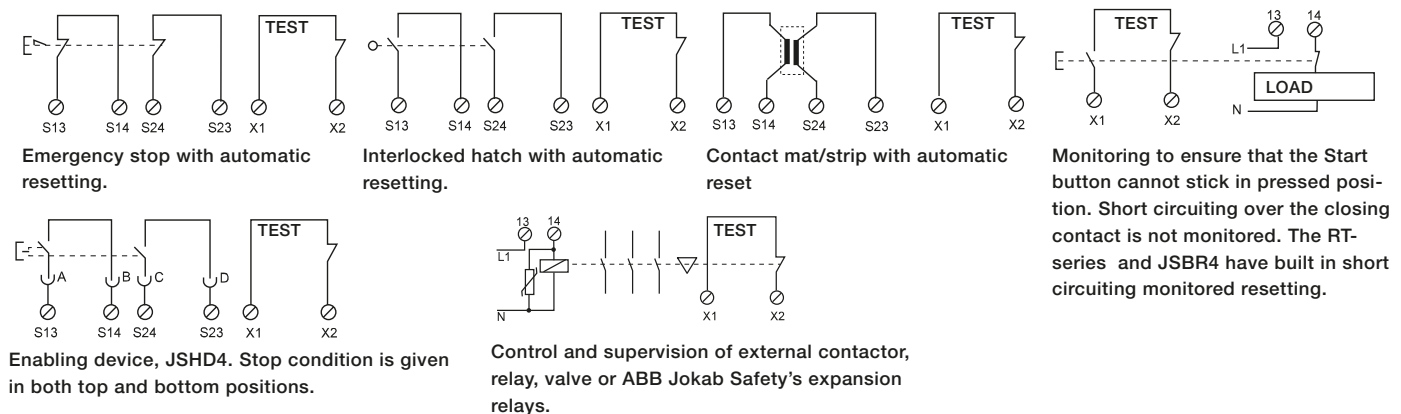 TEST
S13 S14 S24 S23 X1 X2
Emergency stop with automatic
resetting.
TEST
S13 S14 S24 S23 X1 X2
Interlocked hatch with automatic
resetting.
TEST
S13 S14 S24 S23 X1 X2
Contact mat/strip with automatic
reset
TEST
13 14
L1
LOAD
N
X1 X2
Monitoring to ensure that the Start
button cannot stick in pressed posi-
tion. Short circuiting over the closing
contact is not monitored. The RT-
series and JSBR4 have built in short
circuiting monitored resetting.
TEST
A B C D
S13 S14 S24 S23 X1 X2
Enabling device, JSHD4. Stop condition is given
in both top and bottom positions.
13 14
TEST
L1
N
X1 X2
Control and supervision of external contactor,
relay, valve or ABB Jokab Safety's expansion
relays.